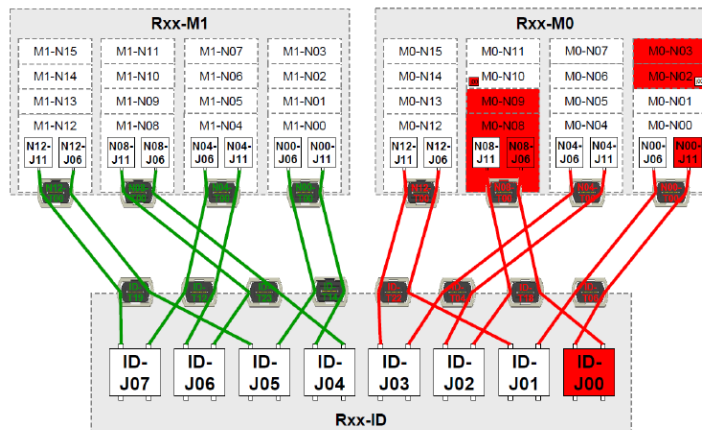 Rxx-M1
Rxx-M0
M1-N15 M1-N11 M1-N07 M1-N03
M1-N14 M1-N10 M1-N06 M1-N02
M1-N13 M1-N09 M1-N05 M1-N01
M1-N12 M1-N08 M1-N04 M1-N00
M0-N15 M0-N11 M0-N07 M0-N03
M0-N14 M0-N10 M0-N06 M0-N02
M0-N13 M0-N09 M0-N05 M0-N01
M0-N12 M0-N08 M0-N04 M0-N00
N12- N12- N08- N08- N04- N04- N00- N00-
J11 J06 J11 J06 J06 J11 J06 J11
N12- N12- N08- N08- N04- N04- N00- N00-
J11 J06 J11 J06 J06 J11 J06 J11
ID- ID- ID- ID- ID- ID- ID- ID-
J07 J06 J05 J04 J03 J02 J01 J00
Rxx-ID